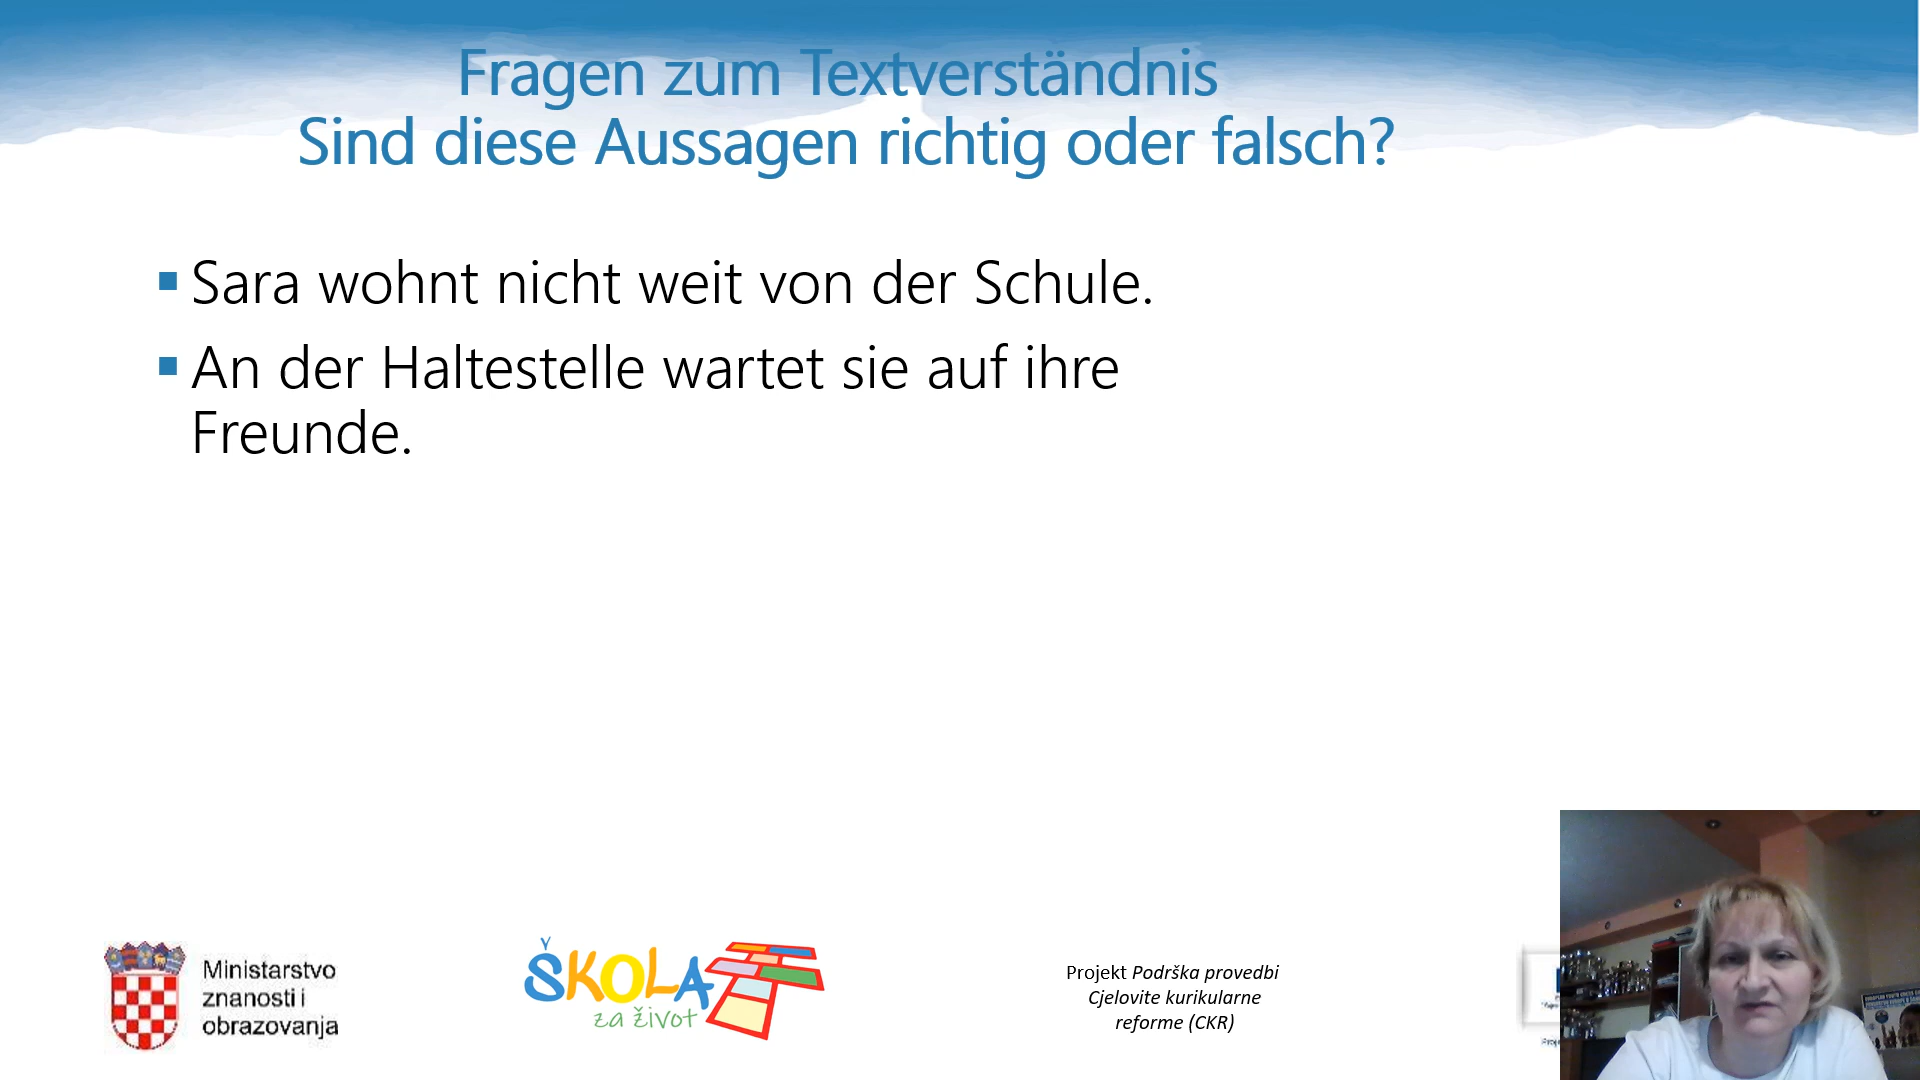 Fragen zum Textverständnis
Sind diese Aussagen richtig oder falsch?
Sara wohnt nicht weit von der Schule.
An der Haltestelle wartet sie auf ihre
Freunde.
Ministarstvo
znanosti i
obrazovanja
ŠKOLA
za život
Projekt Podrška provedbi
Cjelovite kurikularne
reforme (CKR)